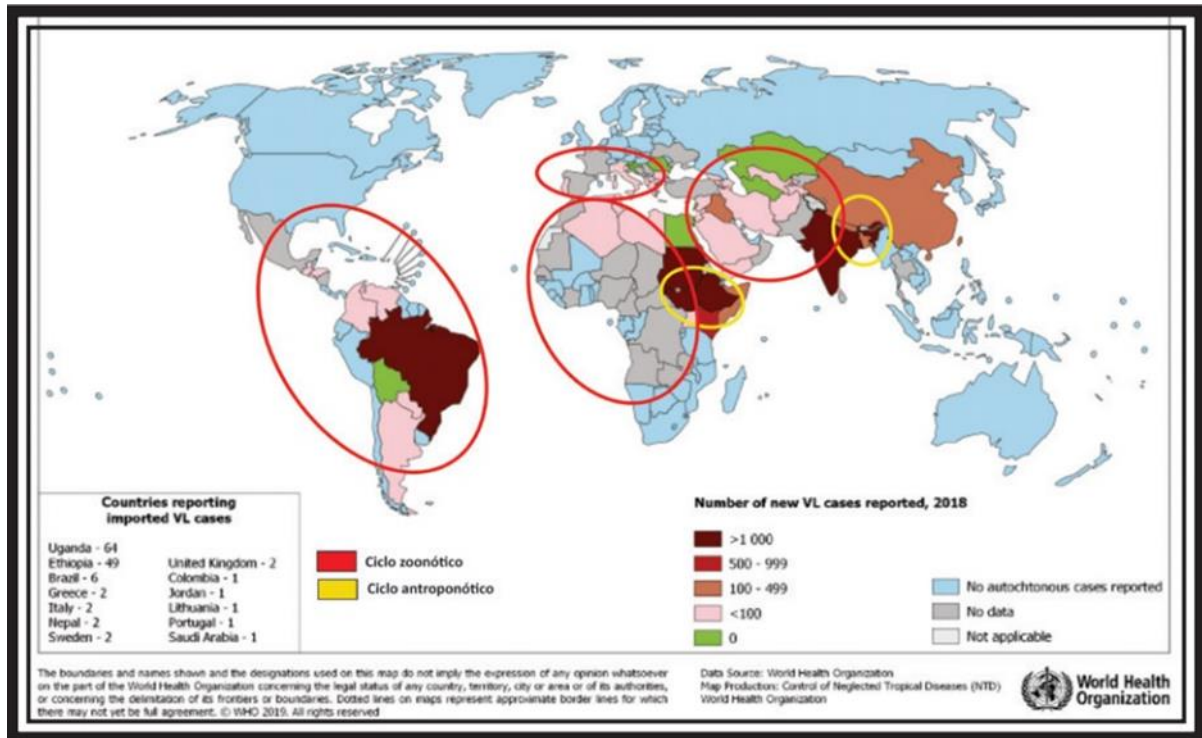 Countries reporting
imported VL cases
Uganda - 64
Ethiopia - 49
Brazil - 6
Greece - 2
Italy - 2
Nepal - 2
Sweden - 2
United Kingdom - 2
Colombia - 1
Jordan - 1
Lithuania - 1
Portugal - 1
Saudi Arabia - 1
Ciclo zoonótico
Ciclo antroponótico
Number of new VL cases reported, 2018
>1 000
500 - 999
100 - 499
<100
0
No autochtonous cases reported
No data
Not applicable
The boundaries and names shown and the designations used on this map do not imply the expression of any opinion whatsoever
on the part of the World Health Organization concerning the legal status of any country, territory, city or area or of its authorities,
or concerning the delimitation of its frontiers or boundaries. Dotted lines on maps represent approximate border lines for which
there may not yet be full agreement. © WHO 2019. All rights reserved
Data Source: World Health Organization
Map Production: Control of Neglected Tropical Diseases (NTD)
World Health Organization
World Health
Organization